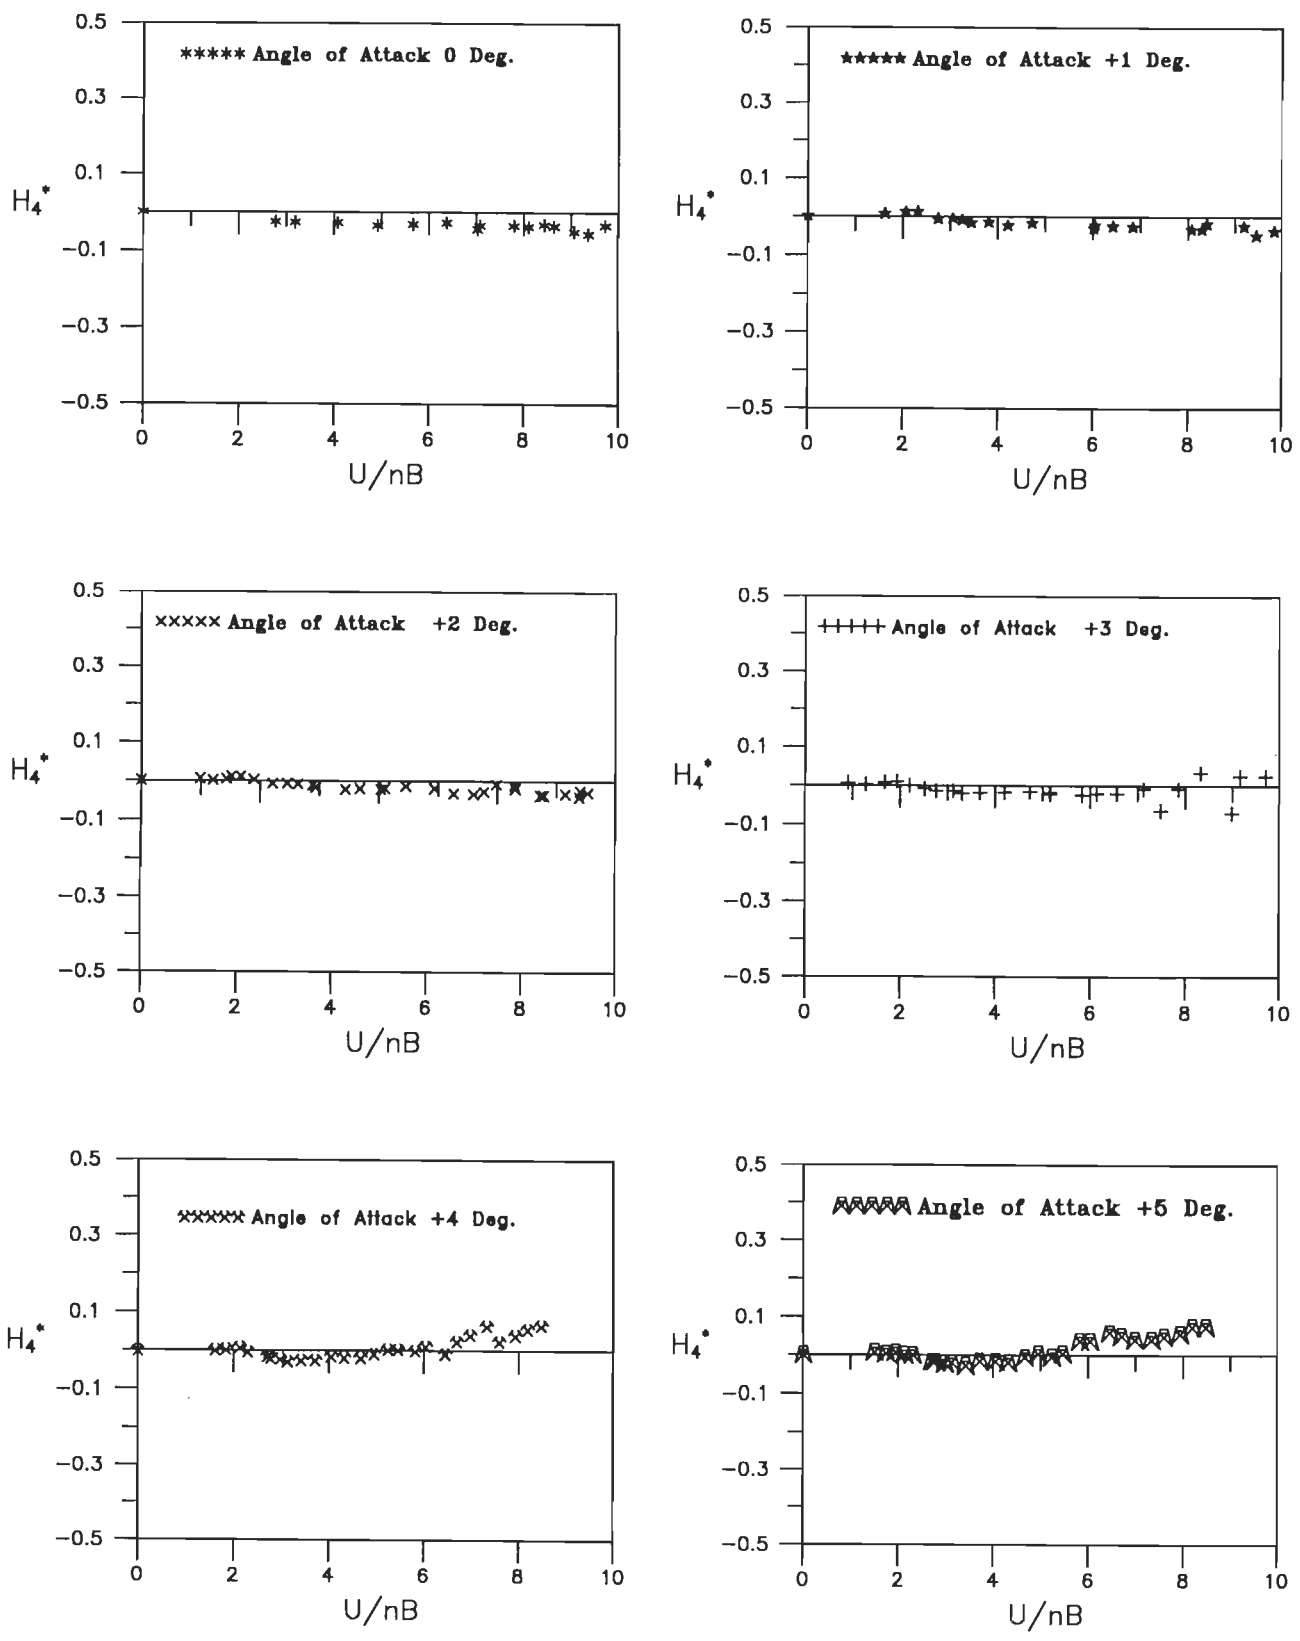 0.5
***** Angle of Attack 0 Deg.
0.3
0.1
H₄*
−0.1
−0.3
−0.5
0 2 4 6 8 10
U/nB
0.5
★★★★★ Angle of Attack +1 Deg.
0.3
0.1
H₄*
−0.1
−0.3
−0.5
0 2 4 6 8 10
U/nB
0.5
××××× Angle of Attack +2 Deg.
0.3
0.1
H₄*
−0.1
−0.3
−0.5
0 2 4 6 8 10
U/nB
0.5
+++++ Angle of Attack +3 Deg.
0.3
0.1
H₄*
−0.1
−0.3
−0.5
0 2 4 6 8 10
U/nB
0.5
Angle of Attack +4 Deg.
0.3
0.1
H₄*
−0.1
−0.3
−0.5
0 2 4 6 8 10
U/nB
0.5
Angle of Attack +5 Deg.
0.3
0.1
H₄*
−0.1
−0.3
−0.5
0 2 4 6 8 10
U/nB